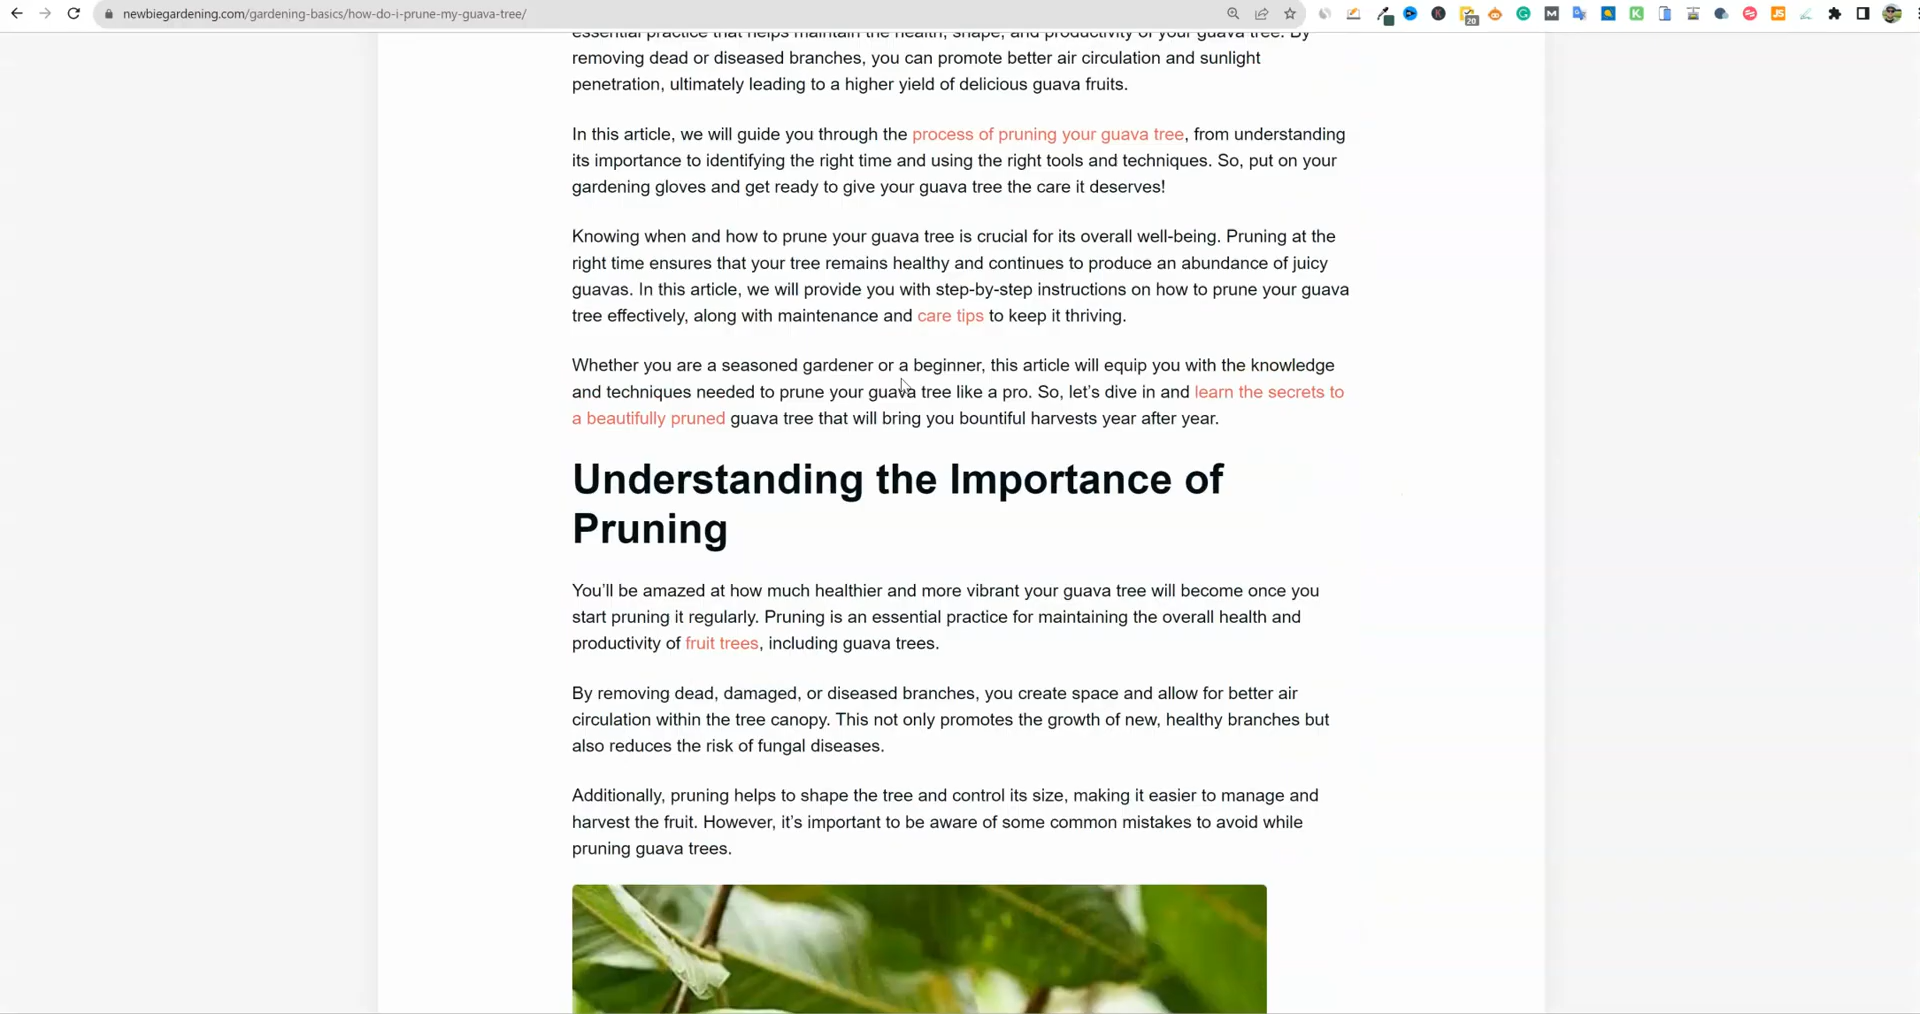 newbiegardening.com/gardening-basics/how-do-i-prune-my-guava-tree/
20
essential practice that helps maintain the health, shape, and productivity of your guava tree. By
removing dead or diseased branches, you can promote better air circulation and sunlight
penetration, ultimately leading to a higher yield of delicious guava fruits.
In this article, we will guide you through the process of pruning your guava tree, from understanding
its importance to identifying the right time and using the right tools and techniques. So, put on your
gardening gloves and get ready to give your guava tree the care it deserves!
Knowing when and how to prune your guava tree is crucial for its overall well-being. Pruning at the
right time ensures that your tree remains healthy and continues to produce an abundance of juicy
guavas. In this article, we will provide you with step-by-step instructions on how to prune your guava
tree effectively, along with maintenance and care tips to keep it thriving.
Whether you are a seasoned gardener or a beginner, this article will equip you with the knowledge
and techniques needed to prune your guava tree like a pro. So, let’s dive in and learn the secrets to
a beautifully pruned guava tree that will bring you bountiful harvests year after year.
Understanding the Importance of
Pruning
You’ll be amazed at how much healthier and more vibrant your guava tree will become once you
start pruning it regularly. Pruning is an essential practice for maintaining the overall health and
productivity of fruit trees, including guava trees.
By removing dead, damaged, or diseased branches, you create space and allow for better air
circulation within the tree canopy. This not only promotes the growth of new, healthy branches but
also reduces the risk of fungal diseases.
Additionally, pruning helps to shape the tree and control its size, making it easier to manage and
harvest the fruit. However, it’s important to be aware of some common mistakes to avoid while
pruning guava trees.